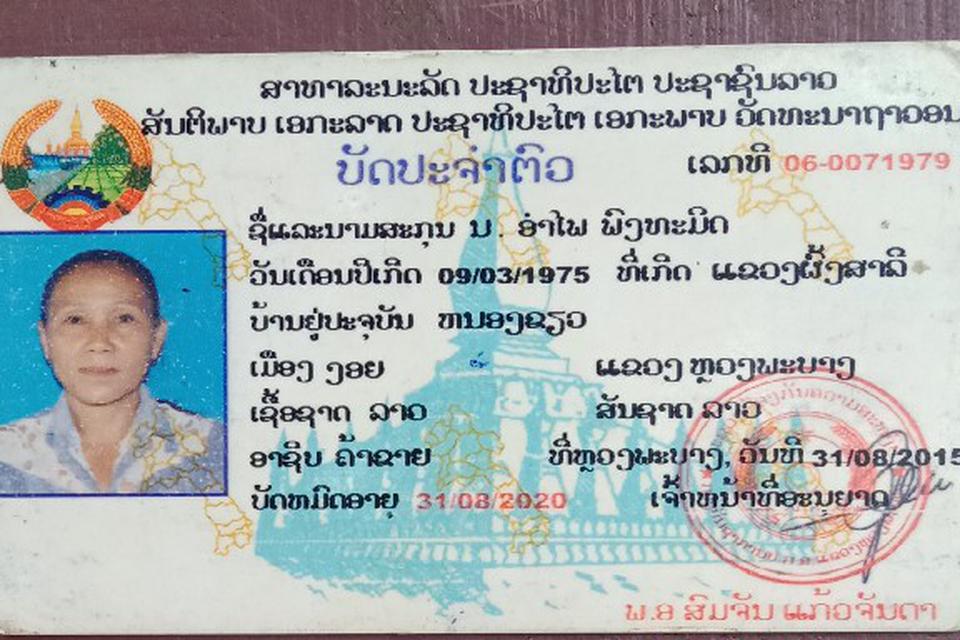 ສາທາລະນະລັດ ປະຊາທິປະໄຕ ປະຊາຊົນລາວ
ສັນຕິພາບ ເອກະລາດ ປະຊາທິປະໄຕ ເອກະພາບ ວັດທະນາຖາວອນ
ບັດປະຈຳຕົວ
ເລກທີ 06-0071979
ຊື່ແລະນາມສະກຸນ ນ. ອຳໄພ ພົງທະມິດ
ວັນເດືອນປີເກີດ 09/03/1975 ທີ່ເກີດ ແຂວງຜົ້ງສາລີ
ບ້ານຢູ່ປະຈຸບັນ ຫນອງຂຽວ
ເມືອງ ງອຍ ແຂວງ ຫຼວງພະບາງ
ເຊື້ອຊາດ ລາວ ສັນຊາດ ລາວ
ອາຊີບ ຄ້າຂາຍ ທີ່ຫຼວງພະບາງ, ວັນທີ 31/08/2015
ບັດຫມົດອາຍຸ 31/08/2020 ເຈົ້າຫນ້າທີ່ອະນຸຍາດ
ພ.ອ ສົມຈັນ ແກ້ວຈັນດາ